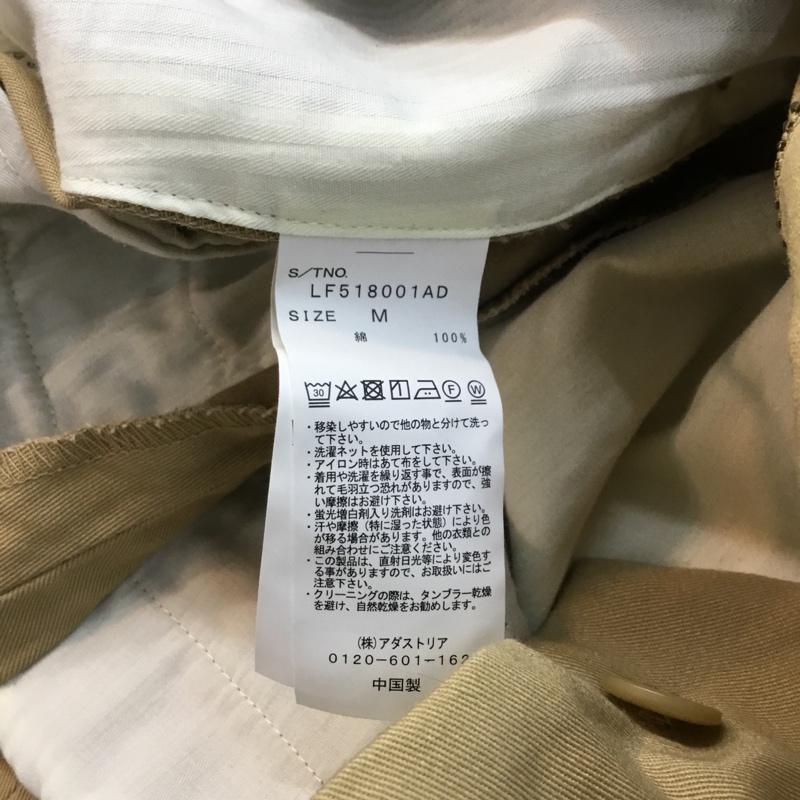 S/TNO.
LF518001AD
SIZE M
綿 100%
30
F W
・移染しやすいので他の物と分けて洗っ
て下さい。
・洗濯ネットを使用して下さい。
・アイロン時はあて布をして下さい。
・着用や洗濯を繰り返す事で、表面が擦
れて毛羽立つ恐れがありますので、強
い摩擦はお避け下さい。
・蛍光増白剤入り洗剤はお避け下さい。
・汗や摩擦（特に湿った状態）により色
が移る場合があります。他の衣類との
組み合わせにご注意ください。
・この製品は、直射日光等により変色す
る事がありますので、お取扱いにはご
注意下さい。
・クリーニングの際は、タンブラー乾燥
を避け、自然乾燥をお勧めします。
(株)アダストリア
0120-601-162
中国製